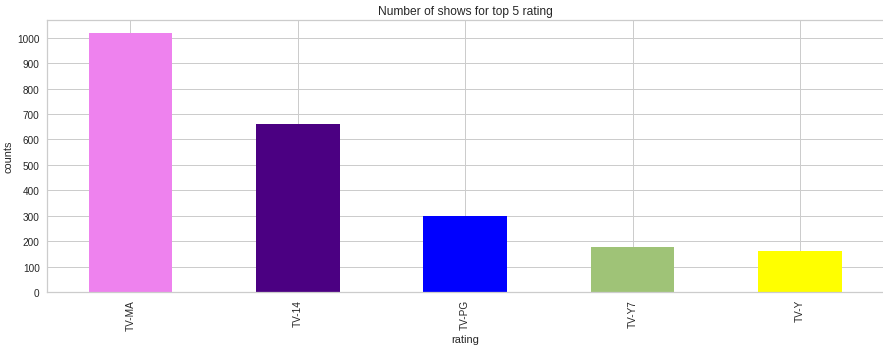 Number of shows for top 5 rating
counts
1000
900
800
700
600
500
400
300
200
100
0
TV-MA
TV-14
TV-PG
TV-Y7
TV-Y
rating